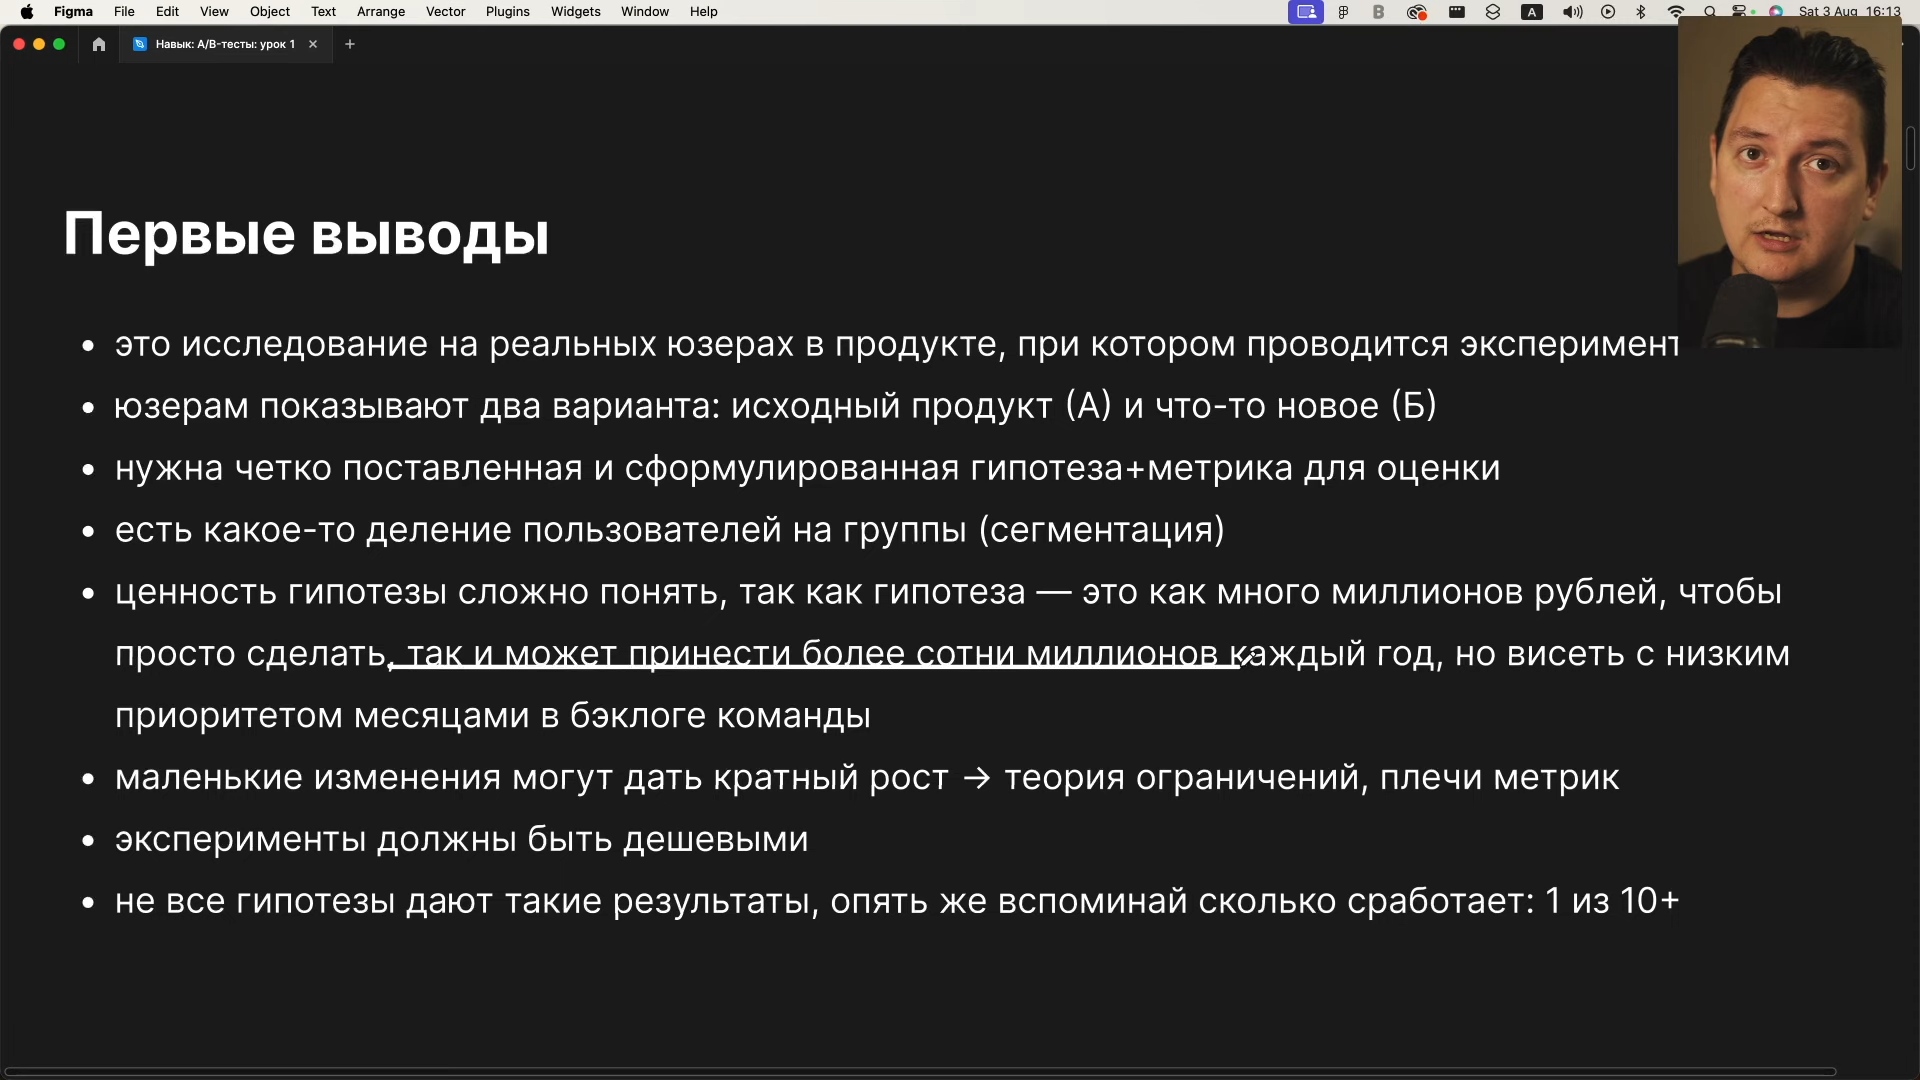 Figma File Edit View Object Text Arrange Vector Plugins Widgets Window Help A Sat 3 Aug 16:13
Навык: A/B-тесты: урок 1
Первые выводы
• это исследование на реальных юзерах в продукте, при котором проводится эксперимент
• юзерам показывают два варианта: исходный продукт (А) и что-то новое (Б)
• нужна четко поставленная и сформулированная гипотеза+метрика для оценки
• есть какое-то деление пользователей на группы (сегментация)
• ценность гипотезы сложно понять, так как гипотеза — это как много миллионов рублей, чтобы
просто сделать, так и может принести более сотни миллионов каждый год, но висеть с низким
приоритетом месяцами в бэклоге команды
• маленькие изменения могут дать кратный рост → теория ограничений, плечи метрик
• эксперименты должны быть дешевыми
• не все гипотезы дают такие результаты, опять же вспоминай сколько сработает: 1 из 10+